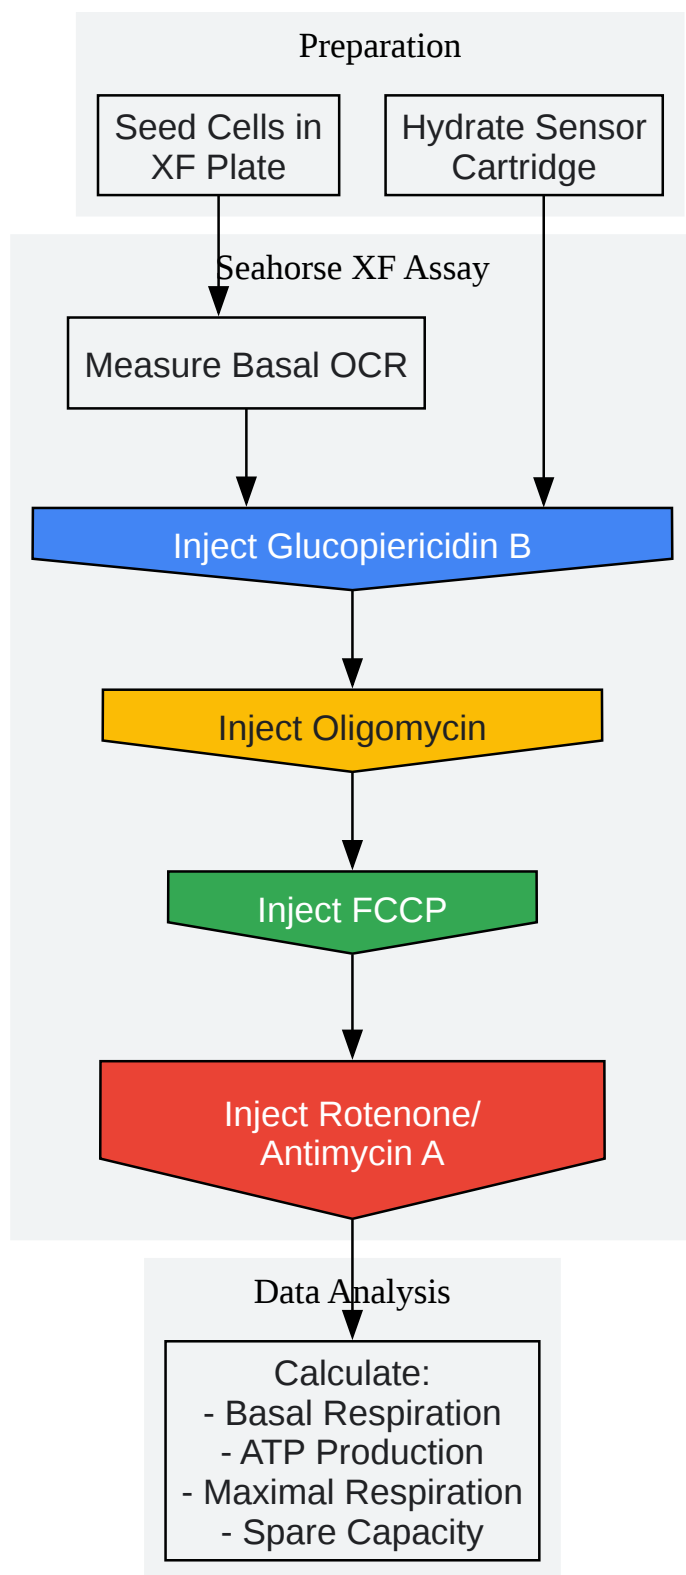 Preparation
Seed Cells in
XF Plate
Hydrate Sensor
Cartridge
Seahorse XF Assay
Measure Basal OCR
Inject Glucopiericidin B
Inject Oligomycin
Inject FCCP
Inject Rotenone/
Antimycin A
Data Analysis
Calculate:
- Basal Respiration
- ATP Production
- Maximal Respiration
- Spare Capacity